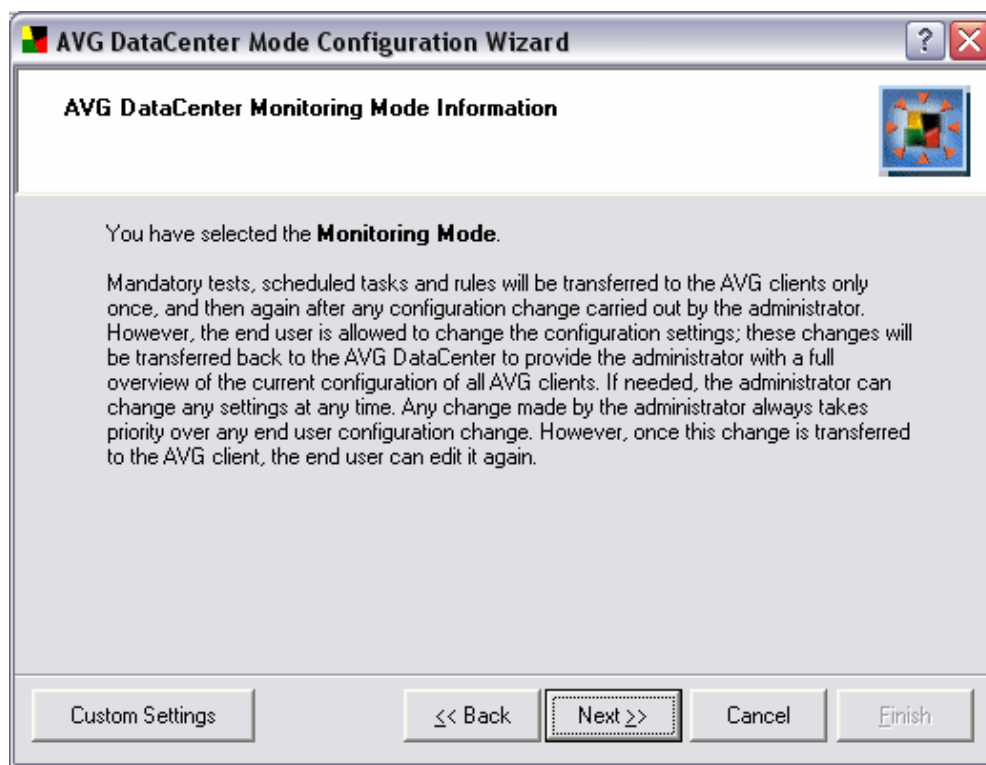 AVG DataCenter Mode Configuration Wizard
?
AVG DataCenter Monitoring Mode Information
You have selected the Monitoring Mode.
Mandatory tests, scheduled tasks and rules will be transferred to the AVG clients only
once, and then again after any configuration change carried out by the administrator.
However, the end user is allowed to change the configuration settings; these changes will
be transferred back to the AVG DataCenter to provide the administrator with a full
overview of the current configuration of all AVG clients. If needed, the administrator can
change any settings at any time. Any change made by the administrator always takes
priority over any end user configuration change. However, once this change is transferred
to the AVG client, the end user can edit it again.
Custom Settings
<< Back
Next >>
Cancel
Finish